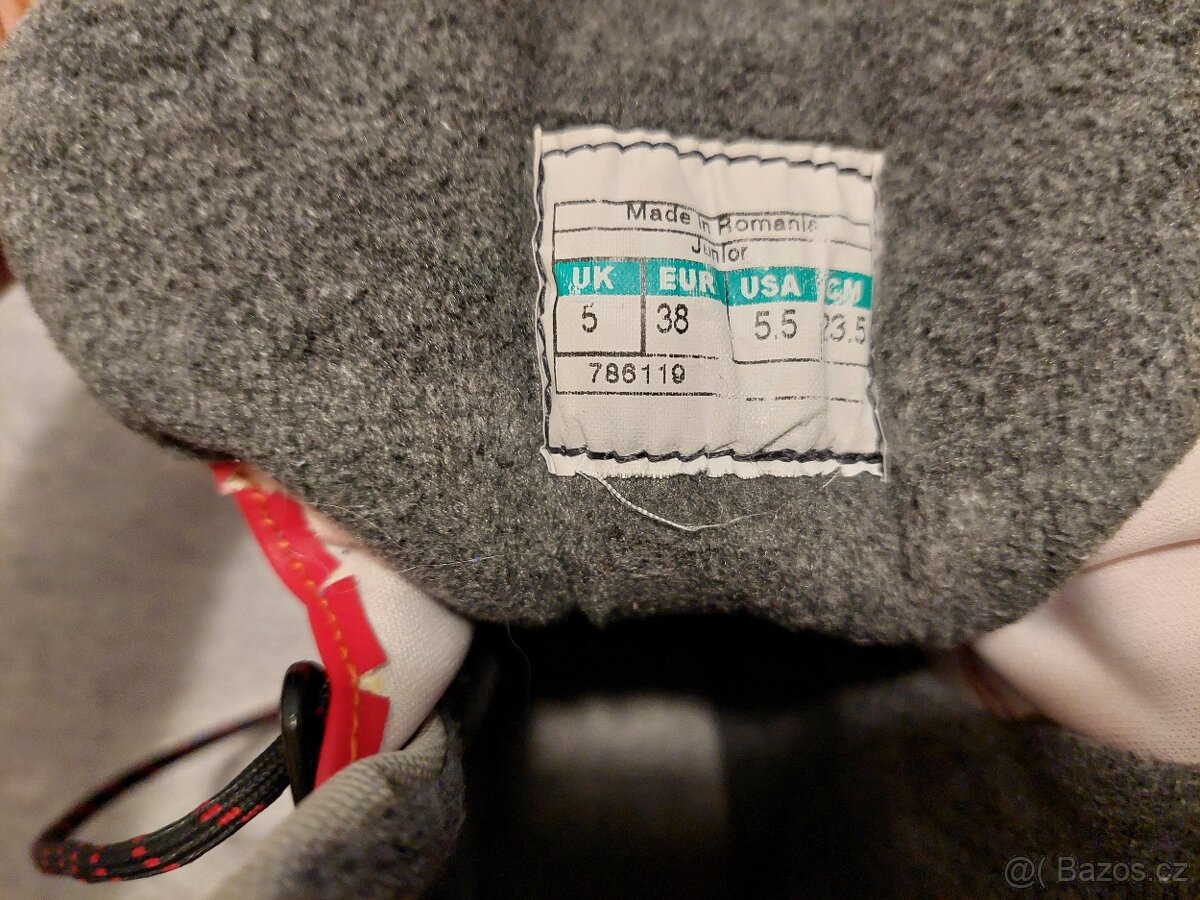 Made in Romania
Junior
UK EUR USA CM
5 38 5.5 23.5
786119
@( Bazos.cz